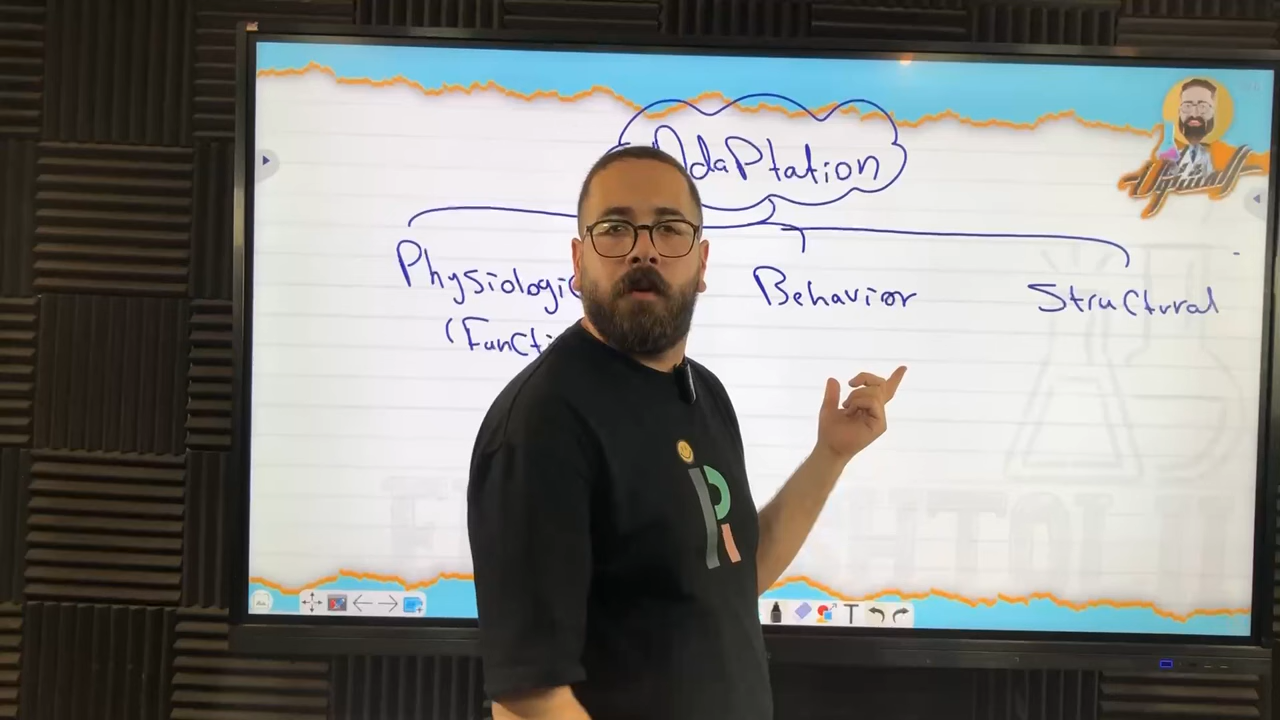 AdaPtation
Physiologic
Behavior
Structural
(Functi
T